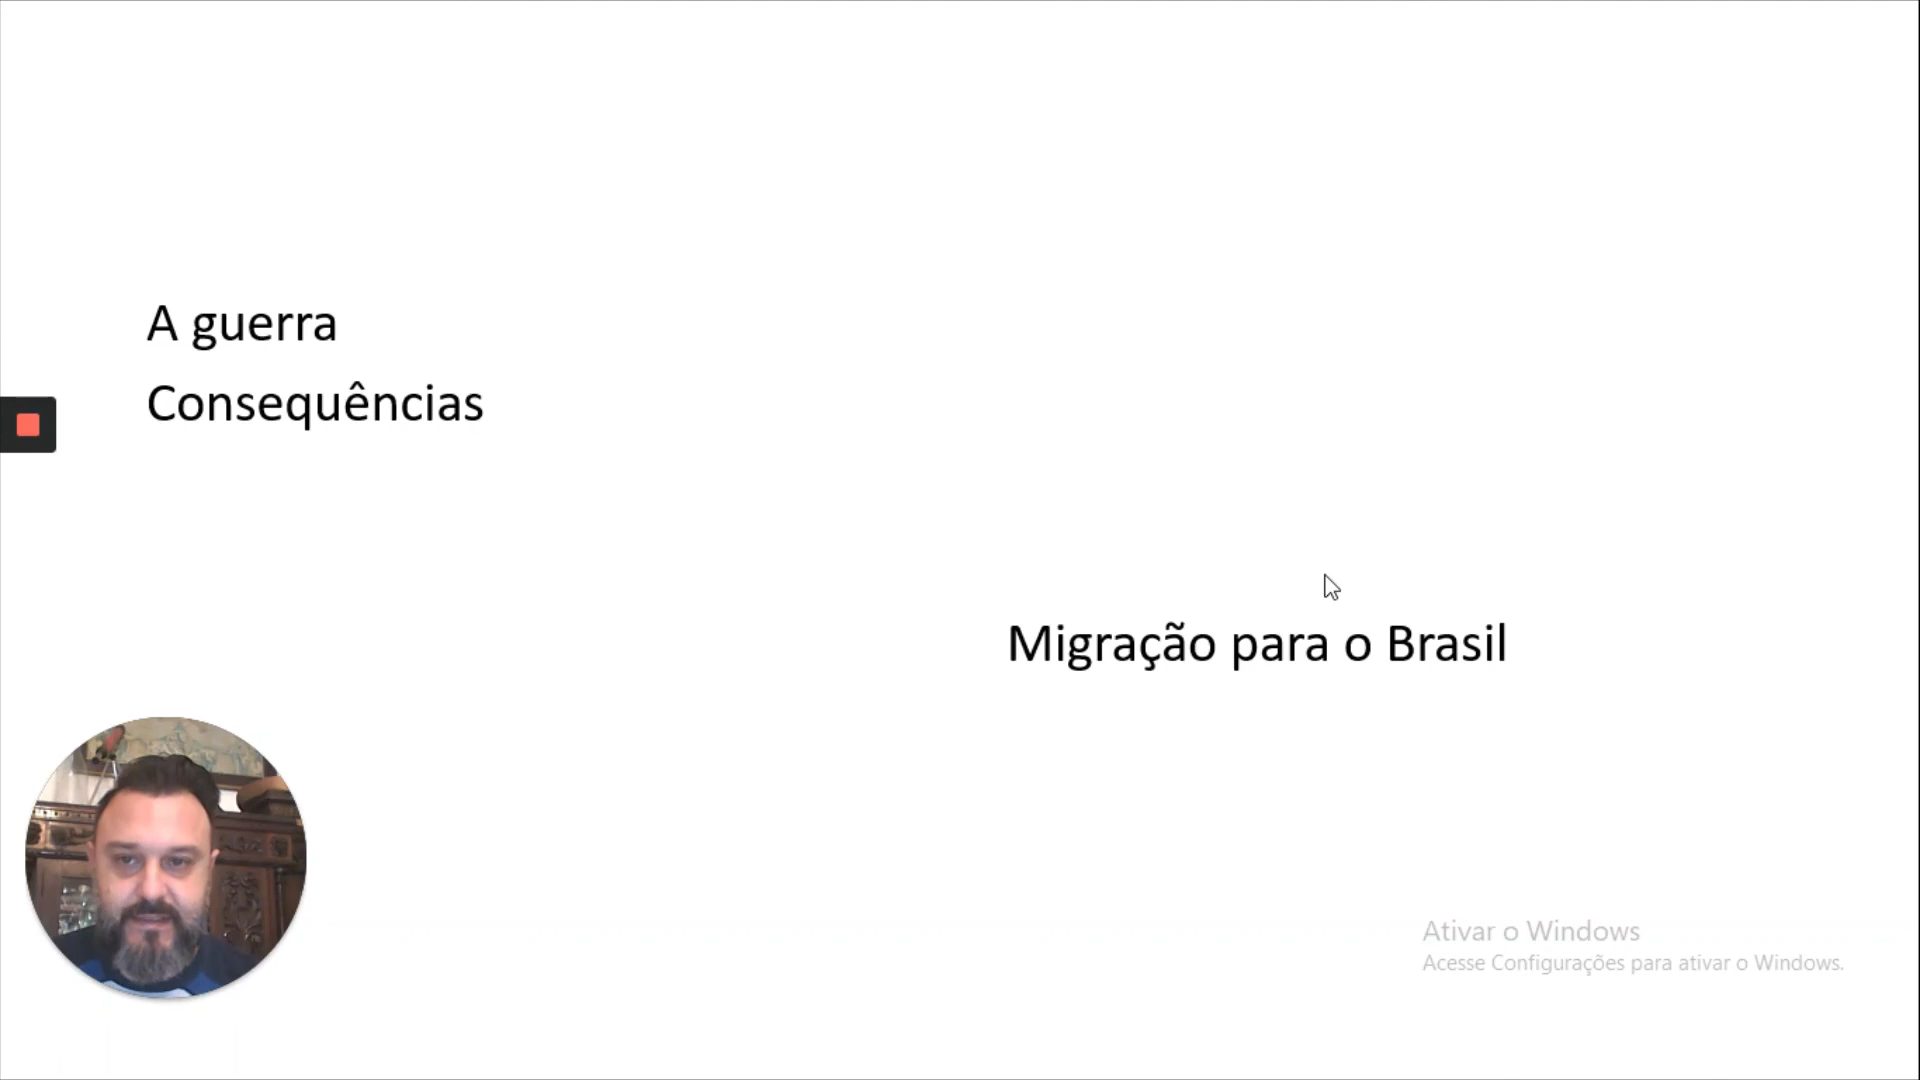 A guerra
Consequências
Migração para o Brasil
Ativar o Windows
Acesse Configurações para ativar o Windows.